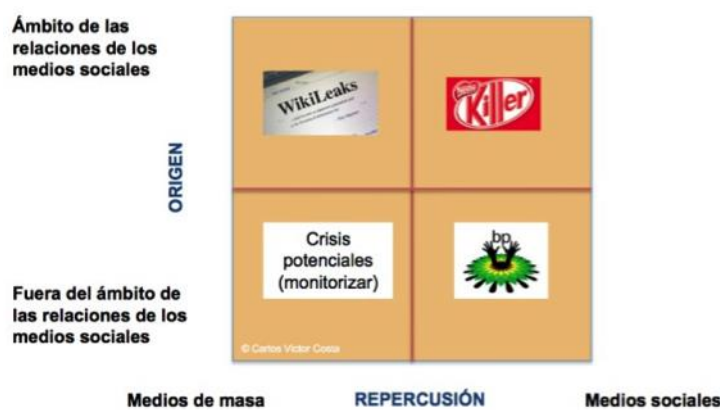 Ámbito de las
relaciones de los
medios sociales
WikiLeaks
Nestlé
Killer
ORIGEN
Crisis
potenciales
(monitorizar)
bp
Fuera del ámbito de
las relaciones de los
medios sociales
© Carlos Victor Costa
Medios de masa
REPERCUSIÓN
Medios sociales